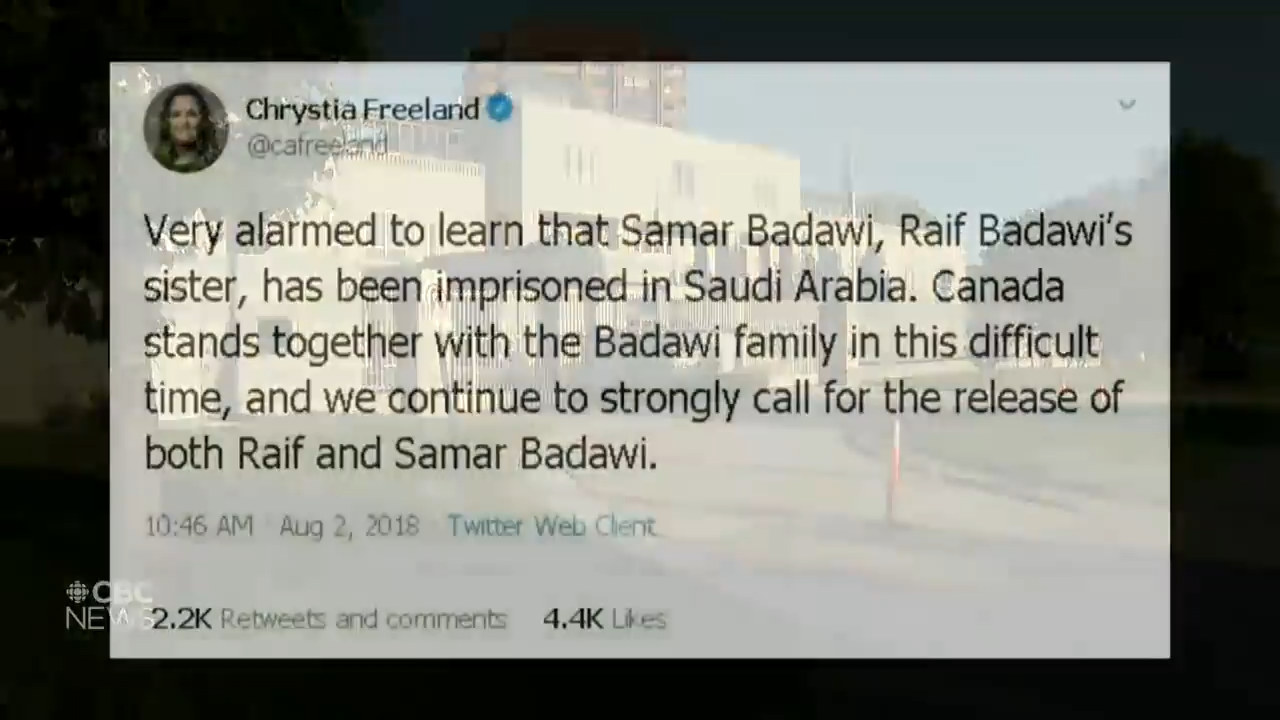 Chrystia Freeland
@cafreeland
Very alarmed to learn that Samar Badawi, Raif Badawi's
sister, has been imprisoned in Saudi Arabia. Canada
stands together with the Badawi family in this difficult
time, and we continue to strongly call for the release of
both Raif and Samar Badawi.
10:46 AM · Aug 2, 2018 · Twitter Web Client
CBC
NEWS
2.2K Retweets and comments 4.4K Likes